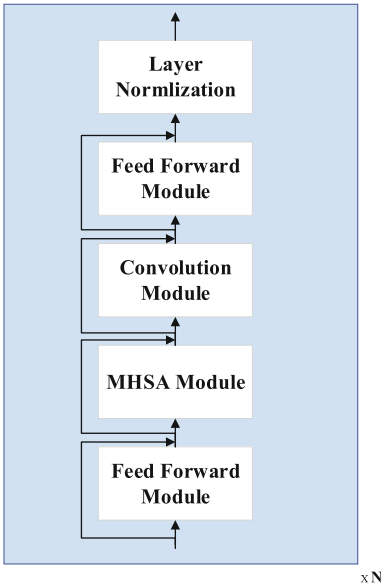 Layer
Normlization
Feed Forward
Module
Convolution
Module
MHSA Module
Feed Forward
Module
x N